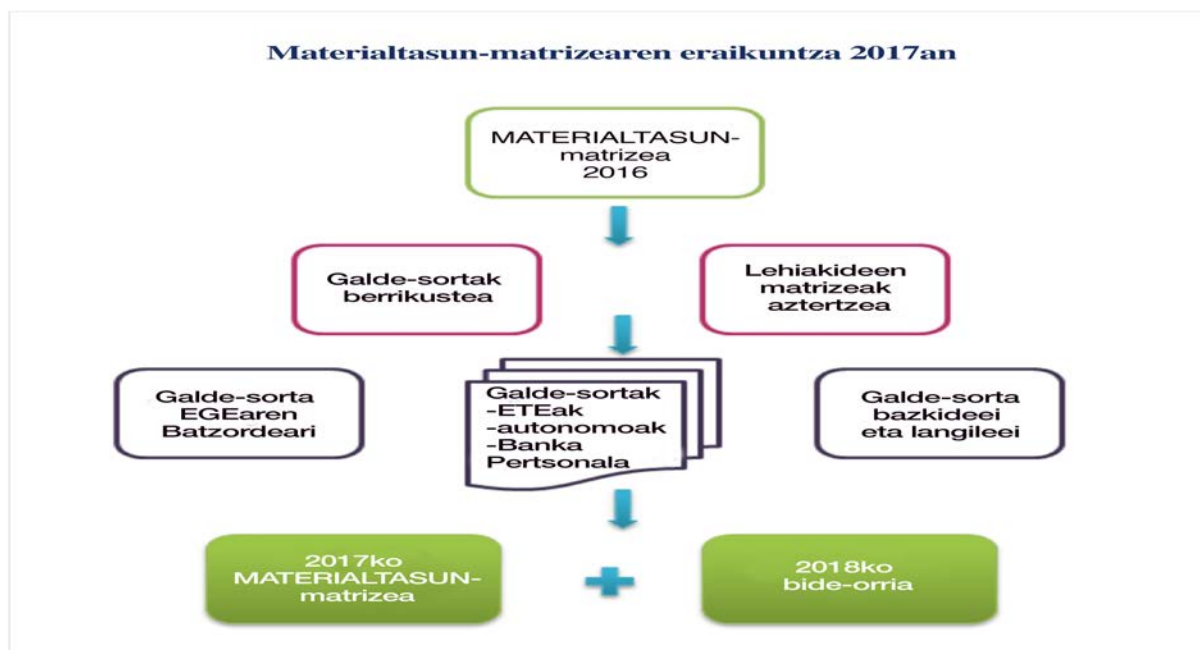 Materialtasun-matrizearen eraikuntza 2017an
MATERIALTASUN-
matrizea
2016
Galde-sortak
berrikustea
Lehiakideen
matrizeak
aztertzea
Galde-sorta
EGEaren
Batzordeari
Galde-sortak
-ETEak
-autonomoak
-Banka
Pertsonala
Galde-sorta
bazkideei
eta langileei
2017ko
MATERIALTASUN-
matrizea
2018ko
bide-orria